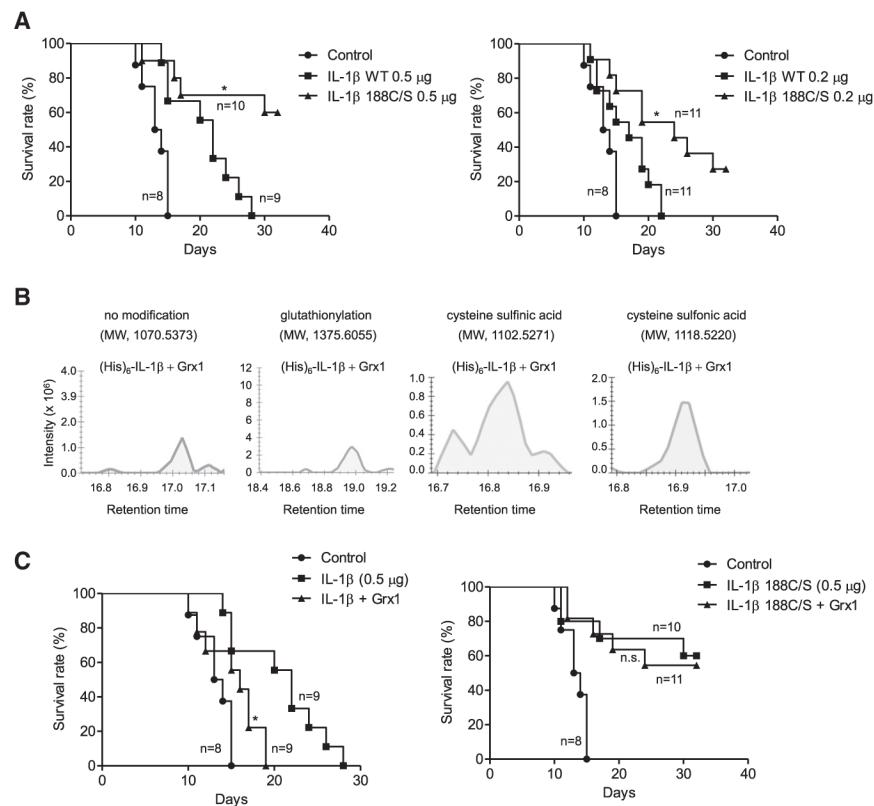 A
Control
IL-1β WT 0.5 μg
IL-1β 188C/S 0.5 μg
Survival rate (%)
100
80
60
40
20
0
*
n=10
n=8
n=9
0 10 20 30 40
Days
Control
IL-1β WT 0.2 μg
IL-1β 188C/S 0.2 μg
Survival rate (%)
100
80
60
40
20
0
*
n=11
n=8
n=11
0 10 20 30 40
Days
B
no modification
(MW, 1070.5373)
(His)6-IL-1β + Grx1
Intensity (x 10⁶)
4.0
3.9
2.0
1.0
0.0
16.8 16.9 17.0 17.1
Retention time
glutathionylation
(MW, 1375.6055)
(His)6-IL-1β + Grx1
12
10
8
6
4
2
0
18.4 18.6 18.8 19.0 19.2
Retention time
cysteine sulfinic acid
(MW, 1102.5271)
(His)6-IL-1β + Grx1
1.0
0.8
0.6
0.4
0.2
0.0
16.7 16.8 16.9
Retention time
cysteine sulfonic acid
(MW, 1118.5220)
(His)6-IL-1β + Grx1
2.0
1.5
1.0
0.5
0.0
16.8 16.9 17.0
Retention time
C
Control
IL-1β (0.5 μg)
IL-1β + Grx1
Survival rate (%)
100
80
60
40
20
0
n=9
*
n=8
n=9
0 10 20 30
Days
Control
IL-1β 188C/S (0.5 μg)
IL-1β 188C/S + Grx1
Survival rate (%)
100
80
60
40
20
0
n=10
n.s.
n=11
n=8
0 10 20 30 40
Days